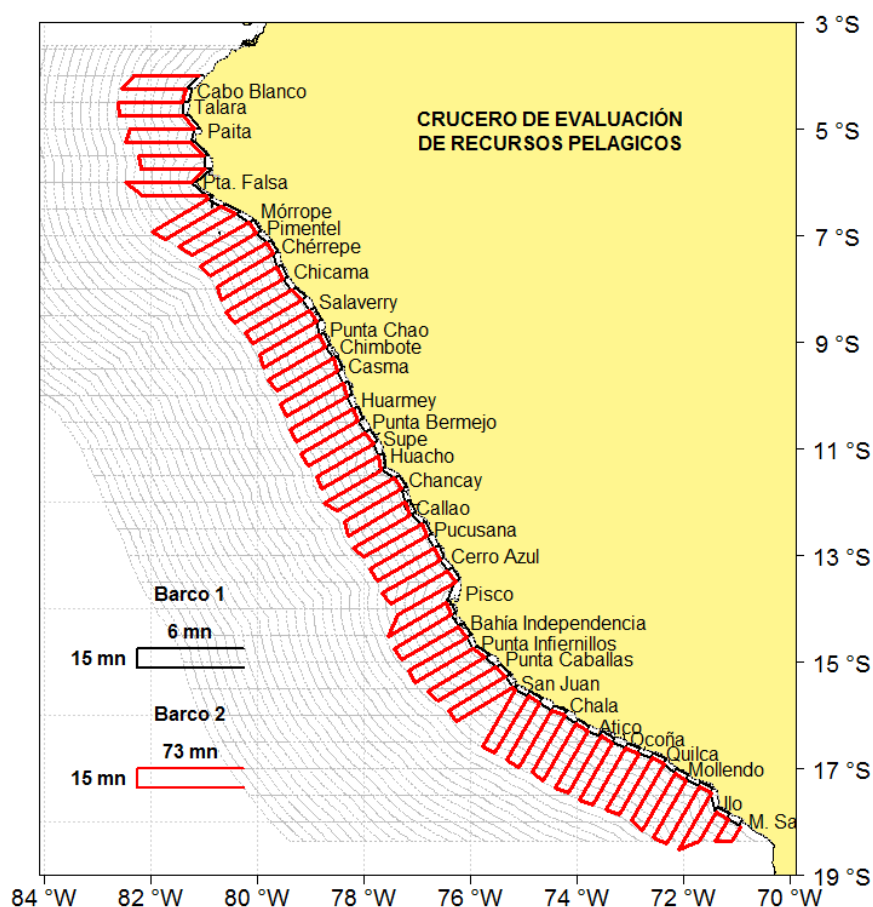 3 °S
CRUCERO DE EVALUACIÓN
DE RECURSOS PELAGICOS
Cabo Blanco
Talara
5 °S
Paita
Pta. Falsa
Mórrope
7 °S
Pimentel
Chérrepe
Chicama
Salaverry
Punta Chao
9 °S
Chimbote
Casma
Huarmey
Punta Bermejo
Supe
11 °S
Huacho
Chancay
Callao
Pucusana
13 °S
Cerro Azul
Pisco
Bahía Independencia
Punta Infiernillos
Punta Caballas
15 °S
San Juan
Chala
Atico
Ocoña
Quilca
Mollendo
17 °S
Ilo
M. Sa
19 °S
Barco 1
6 mn
15 mn
Barco 2
73 mn
15 mn
84 °W 82 °W 80 °W 78 °W 76 °W 74 °W 72 °W 70 °W